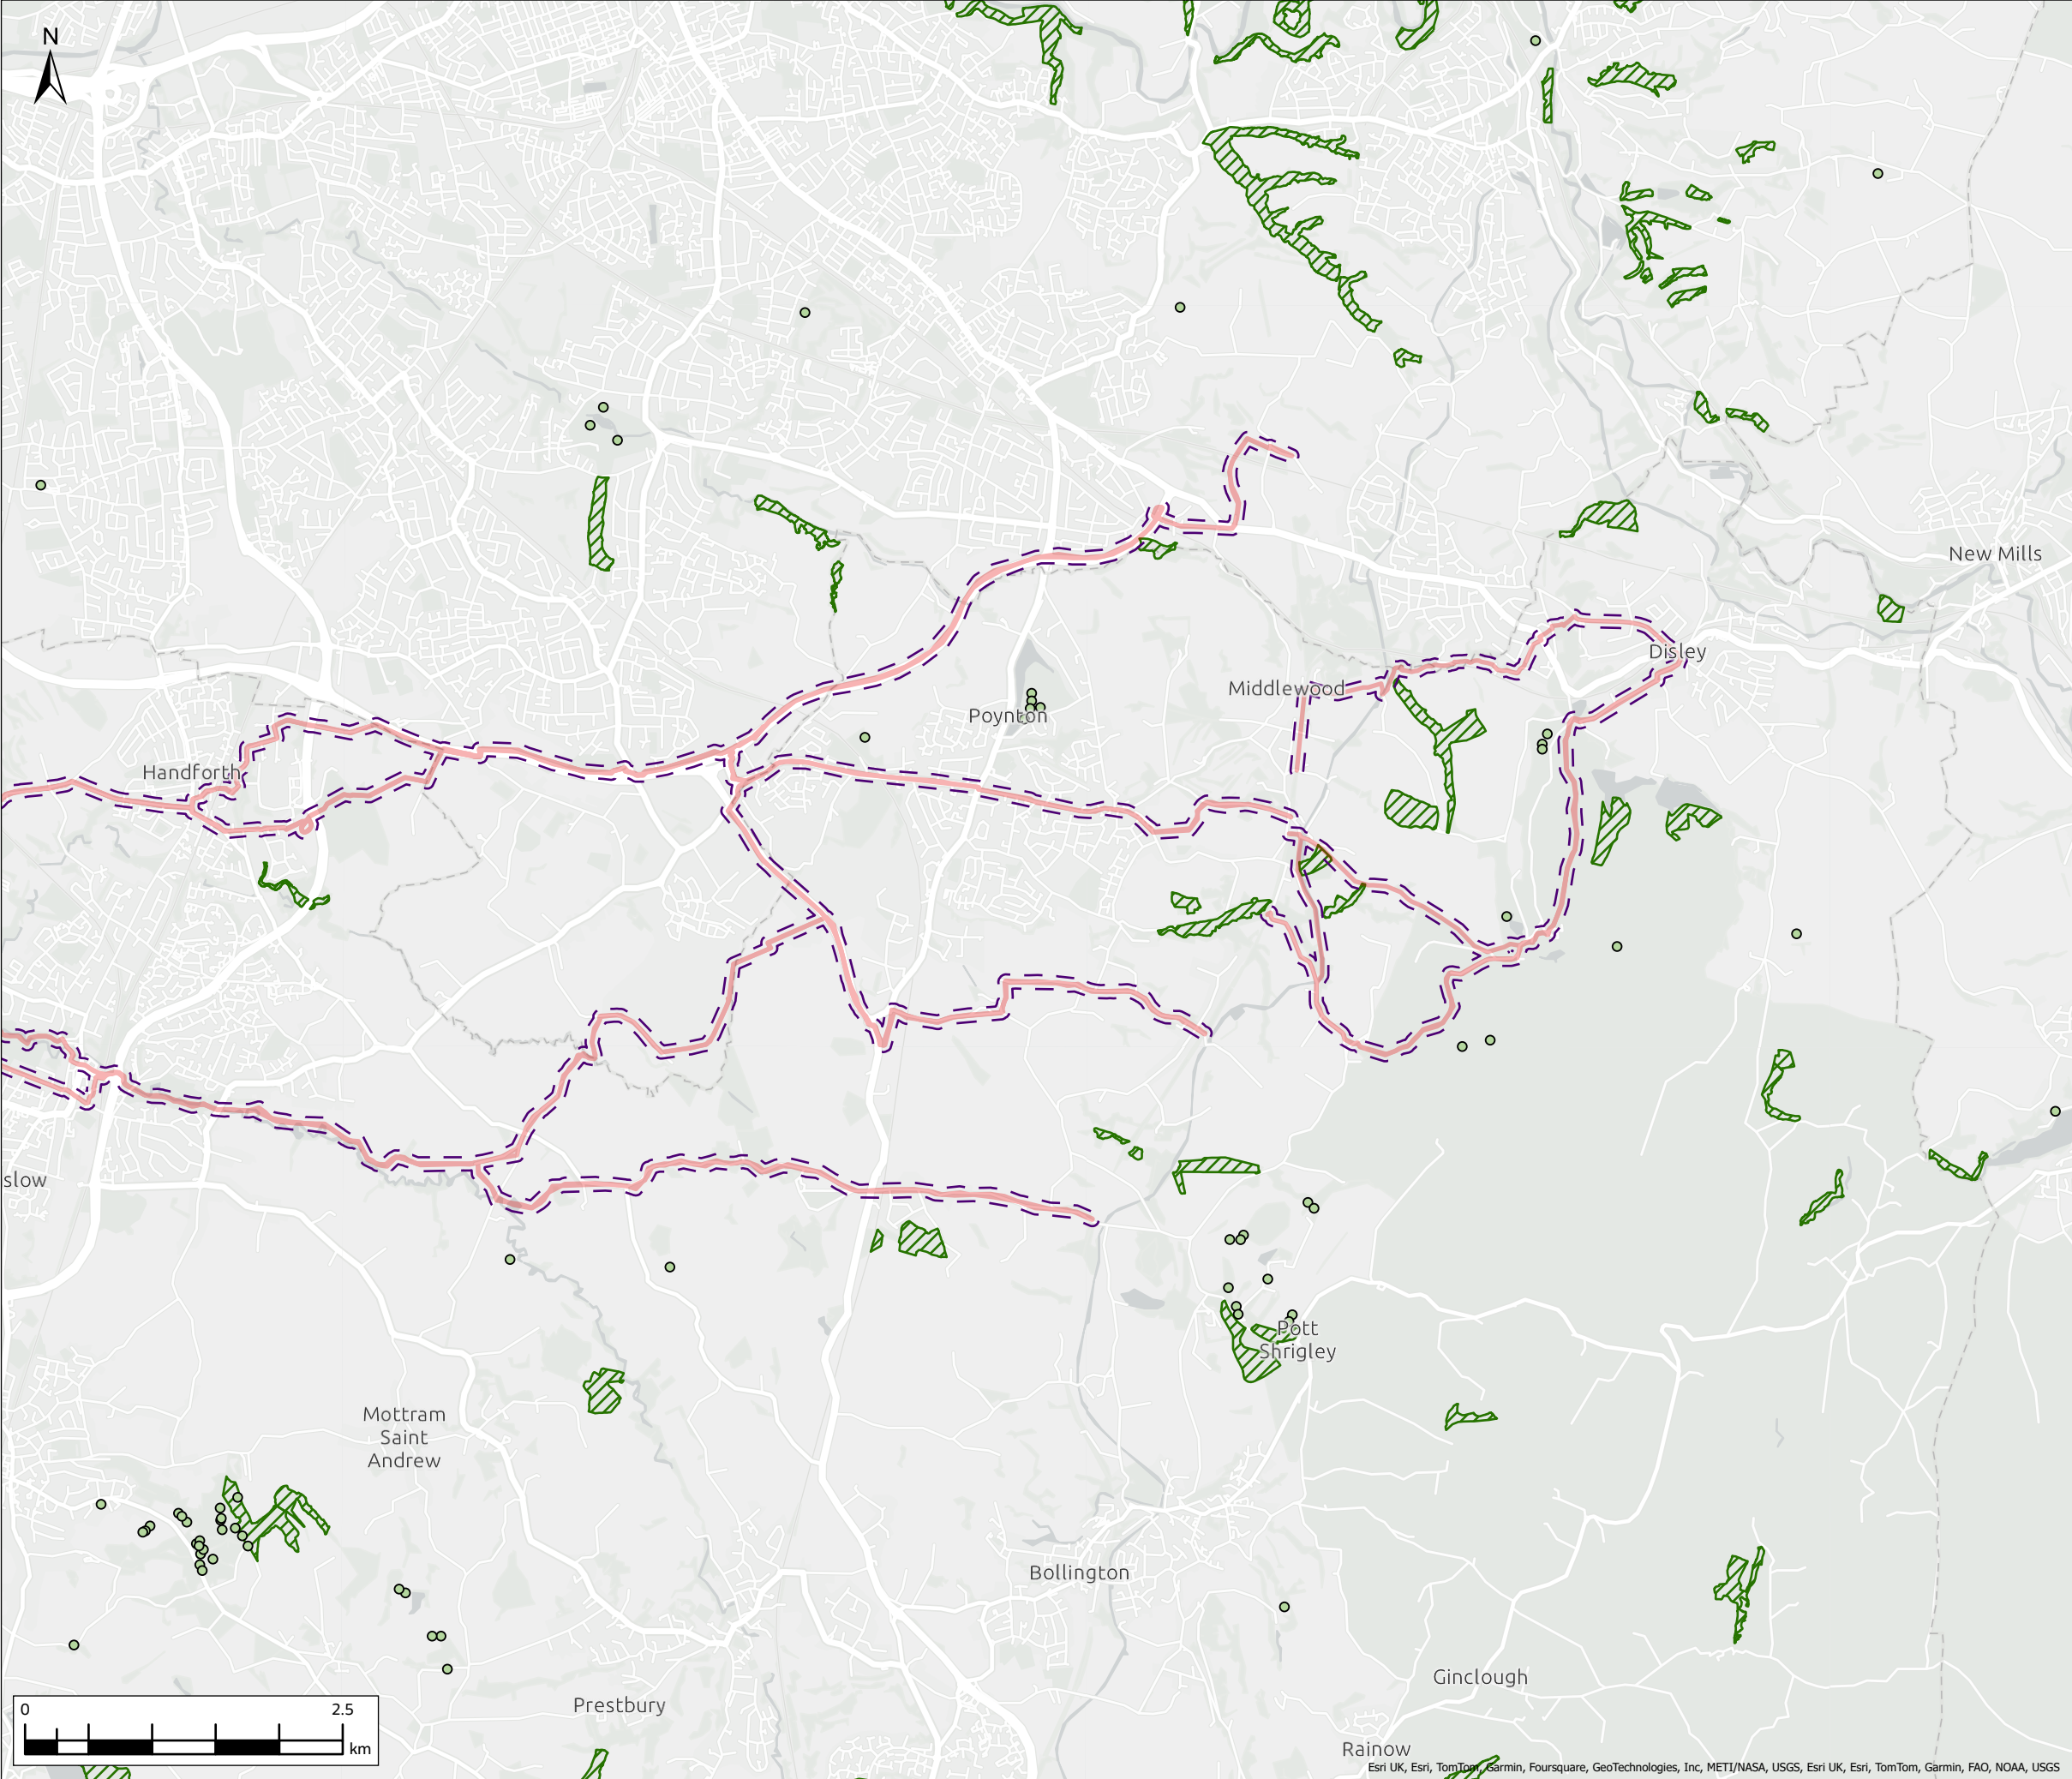 N
New Mills
Disley
Middlewood
Poynton
Handforth
slow
Pott
Shrigley
Mottram
Saint
Andrew
Bollington
Ginclough
Prestbury
Rainow
0 2.5
km
Esri UK, Esri, TomTom, Garmin, Foursquare, GeoTechnologies, Inc, METI/NASA, USGS, Esri UK, Esri, TomTom, Garmin, FAO, NOAA, USGS